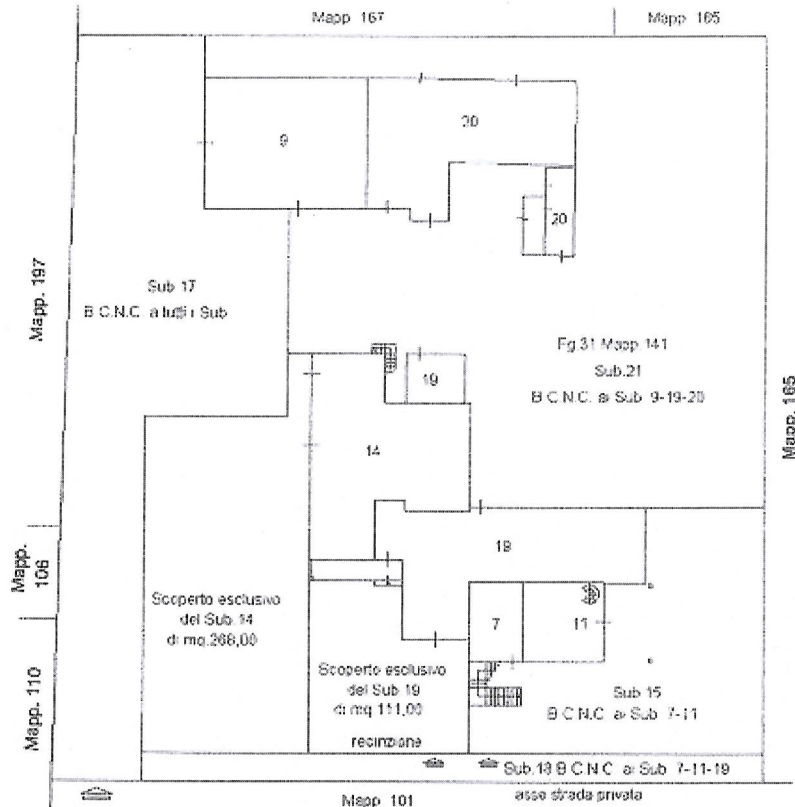 Mapp. 167
Mapp. 165
9
20
20
Mapp. 197
Sub 17
B.C.N.C. a tutti i Sub
Fg.31 Mapp.141
Sub.21
B.C.N.C. ai Sub 9-19-20
19
Mapp. 165
14
19
Mapp. 106
Scoperto esclusivo
del Sub 14
di mq.268,00
7
11
Mapp. 110
Scoperto esclusivo
del Sub 19
di mq 111,00
recinzione
Sub 15
B.C.N.C. ai Sub 7-11
Sub.18 B.C.N.C. ai Sub 7-11-19
Mapp 101
asse strada privata